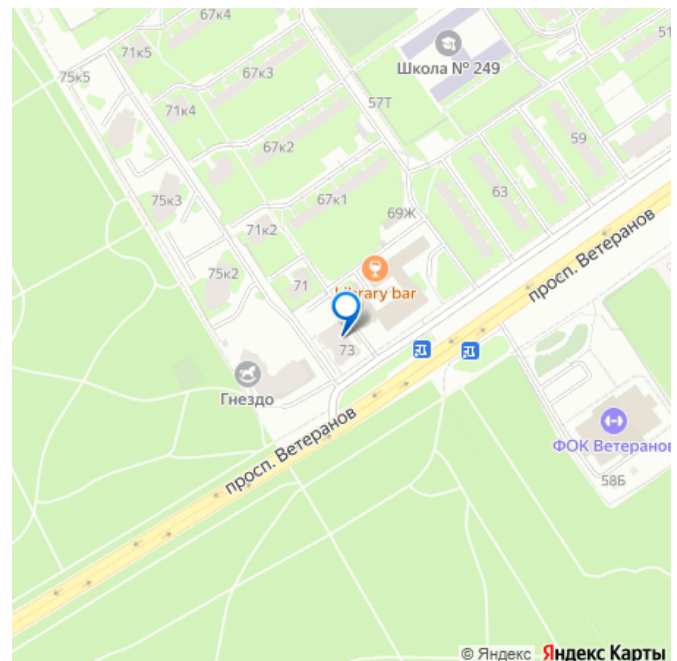 67к4
51
71к5
67к3
Школа № 249
75к5
57Т
71к4
59
67к2
63
75к3
67к1
69Ж
71к2
просп. Ветеранов
75к2
71
Library bar
73
Гнездо
просп. Ветеранов
ФОК Ветеранов
58Б
© Яндекс Яндекс Карты